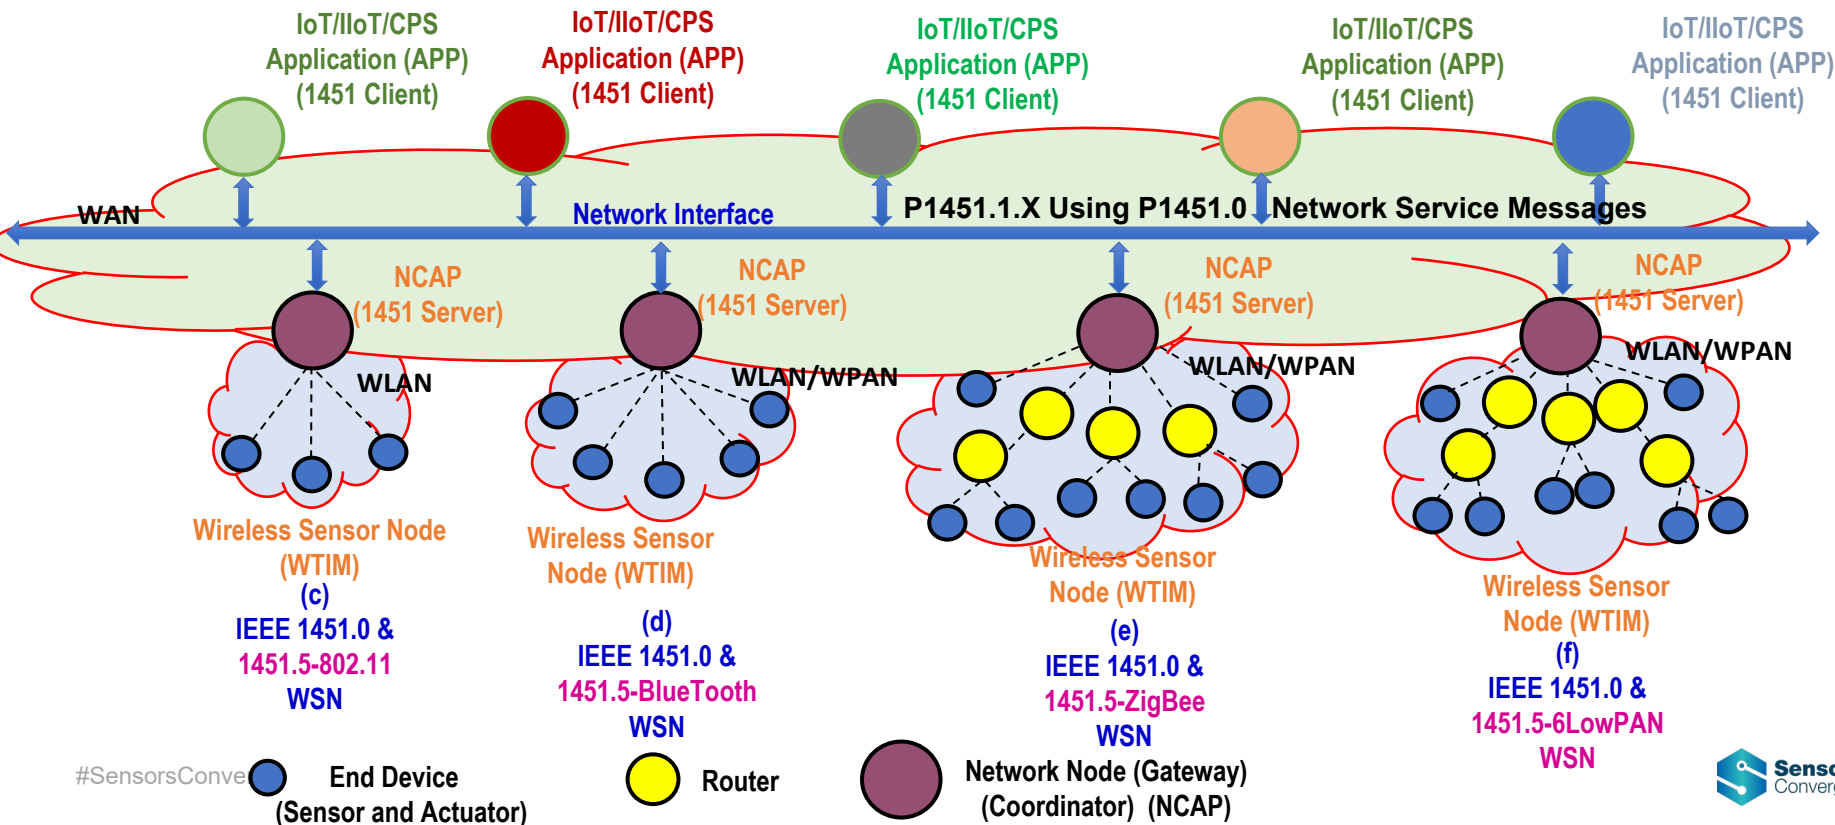 IoT/IIoT/CPS
Application (APP)
(1451 Client)
IoT/IIoT/CPS
Application (APP)
(1451 Client)
IoT/IIoT/CPS
Application (APP)
(1451 Client)
IoT/IIoT/CPS
Application (APP)
(1451 Client)
IoT/IIoT/CPS
Application (APP)
(1451 Client)
WAN
Network Interface
P1451.1.X Using P1451.0 Network Service Messages
NCAP
(1451 Server)
NCAP
(1451 Server)
NCAP
(1451 Server)
NCAP
(1451 Server)
WLAN
WLAN/WPAN
WLAN/WPAN
WLAN/WPAN
Wireless Sensor Node
(WTIM)
(c)
IEEE 1451.0 &
1451.5-802.11
WSN
Wireless Sensor
Node (WTIM)
(d)
IEEE 1451.0 &
1451.5-BlueTooth
WSN
Wireless Sensor
Node (WTIM)
(e)
IEEE 1451.0 &
1451.5-ZigBee
WSN
Wireless Sensor
Node (WTIM)
(f)
IEEE 1451.0 &
1451.5-6LowPAN
WSN
#SensorsConve
End Device
(Sensor and Actuator)
Router
Network Node (Gateway)
(Coordinator) (NCAP)
Senso
Converg